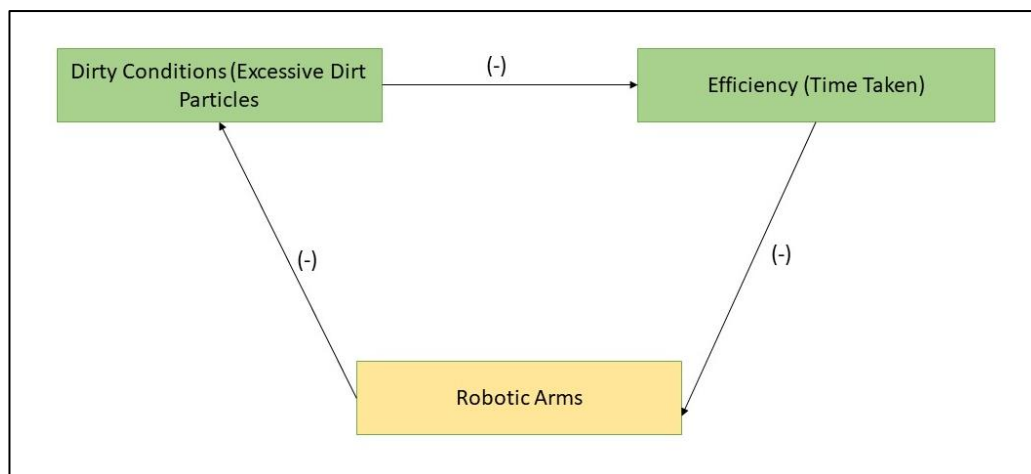 Dirty Conditions (Excessive Dirt
Particles
(-)
Efficiency (Time Taken)
(-)
(-)
Robotic Arms